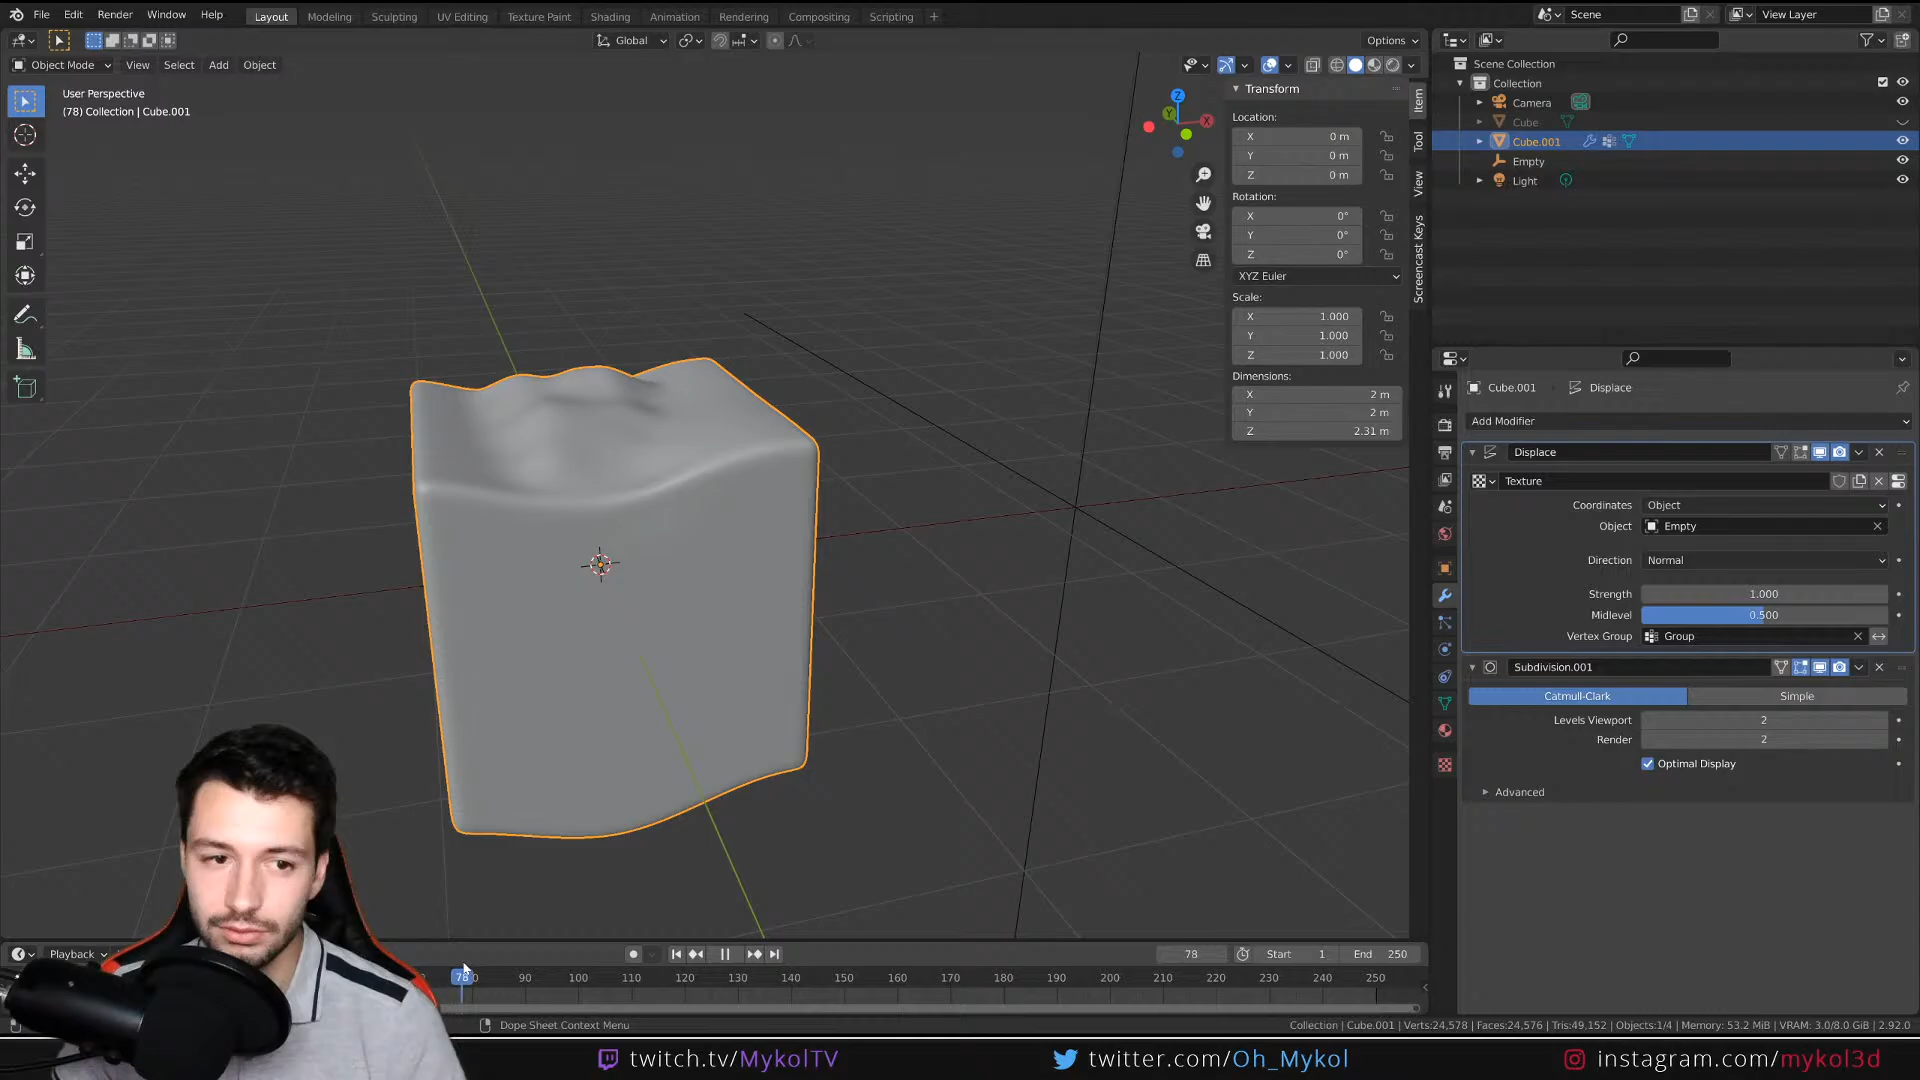 File Edit Render Window Help Layout Modeling Sculpting UV Editing Texture Paint Shading Animation Rendering Compositing Scripting + Scene View Layer
Global Options
Object Mode View Select Add Object
User Perspective
(78) Collection | Cube.001
Z
Y
X
Transform
Location:
X 0 m
Y 0 m
Z 0 m
Rotation:
X 0°
Y 0°
Z 0°
XYZ Euler
Scale:
X 1.000
Y 1.000
Z 1.000
Dimensions:
X 2 m
Y 2 m
Z 2.31 m
Item
Tool
View
Screencast Keys
Scene Collection
Collection
Camera
Cube
Cube.001
Empty
Light
Cube.001 Displace
Add Modifier
Displace
Texture
Coordinates Object
Object Empty
Direction Normal
Strength 1.000
Midlevel 0.500
Vertex Group Group
Subdivision.001
Catmull-Clark Simple
Levels Viewport 2
Render 2
Optimal Display
Advanced
Playback 78 Start 1 End 250
78 90 100 110 120 130 140 150 160 170 180 190 200 210 220 230 240 250
Dope Sheet Context Menu
Collection | Cube.001 | Verts:24,578 | Faces:24,576 | Tris:49,152 | Objects:1/4 | Memory: 53.2 MiB | VRAM: 3.0/8.0 GiB | 2.92.0
twitch.tv/MykolTV twitter.com/Oh_Mykol instagram.com/mykol3d